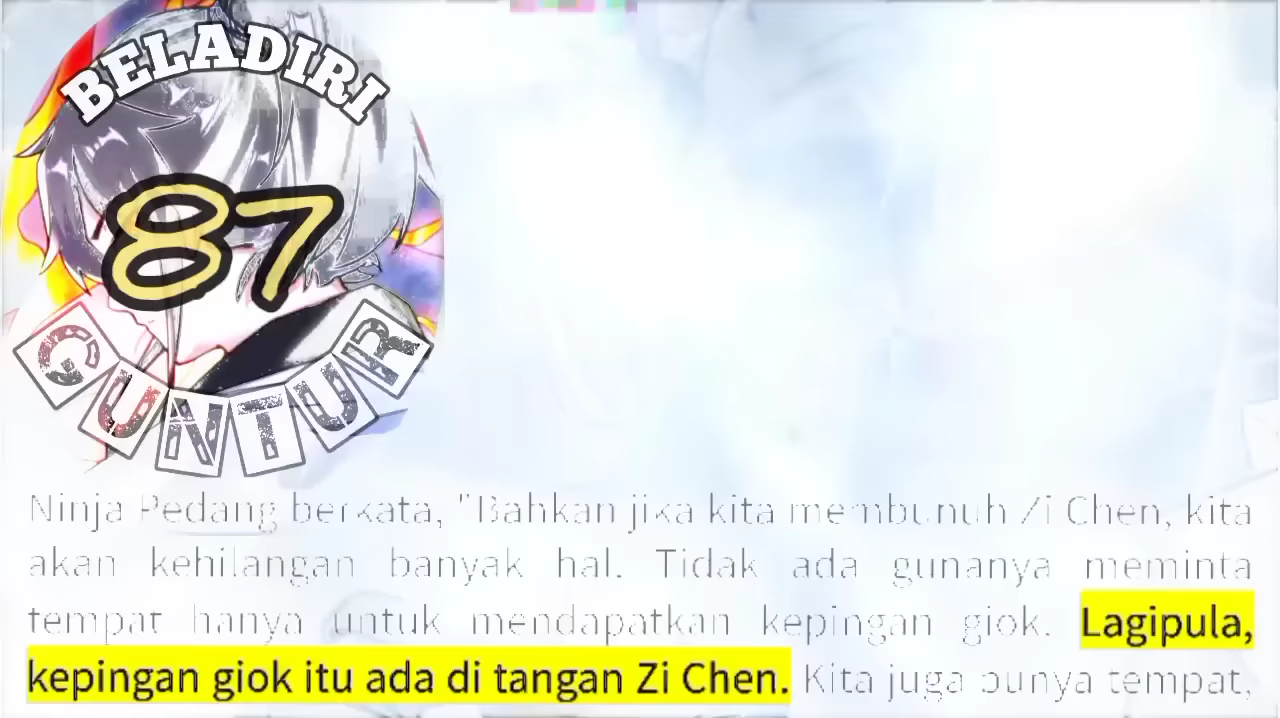 BELADIRI
87
GUNTUR
Ninja Pedang berkata, "Bahkan jika kita membunuh Zi Chen, kita
akan kehilangan banyak hal. Tidak ada gunanya meminta
tempat hanya untuk mendapatkan kepingan giok. Lagipula,
kepingan giok itu ada di tangan Zi Chen. Kita juga punya tempat,